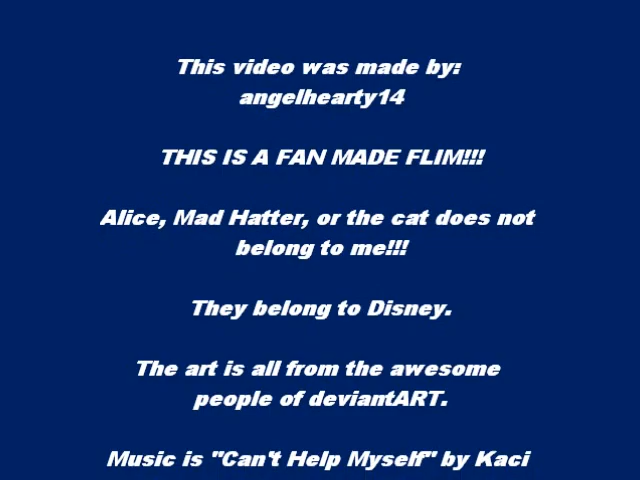 This video was made by:
angelhearty14
THIS IS A FAN MADE FLIM!!!
Alice, Mad Hatter, or the cat does not
belong to me!!!
They belong to Disney.
The art is all from the awesome
people of deviantART.
Music is "Can't Help Myself" by Kaci